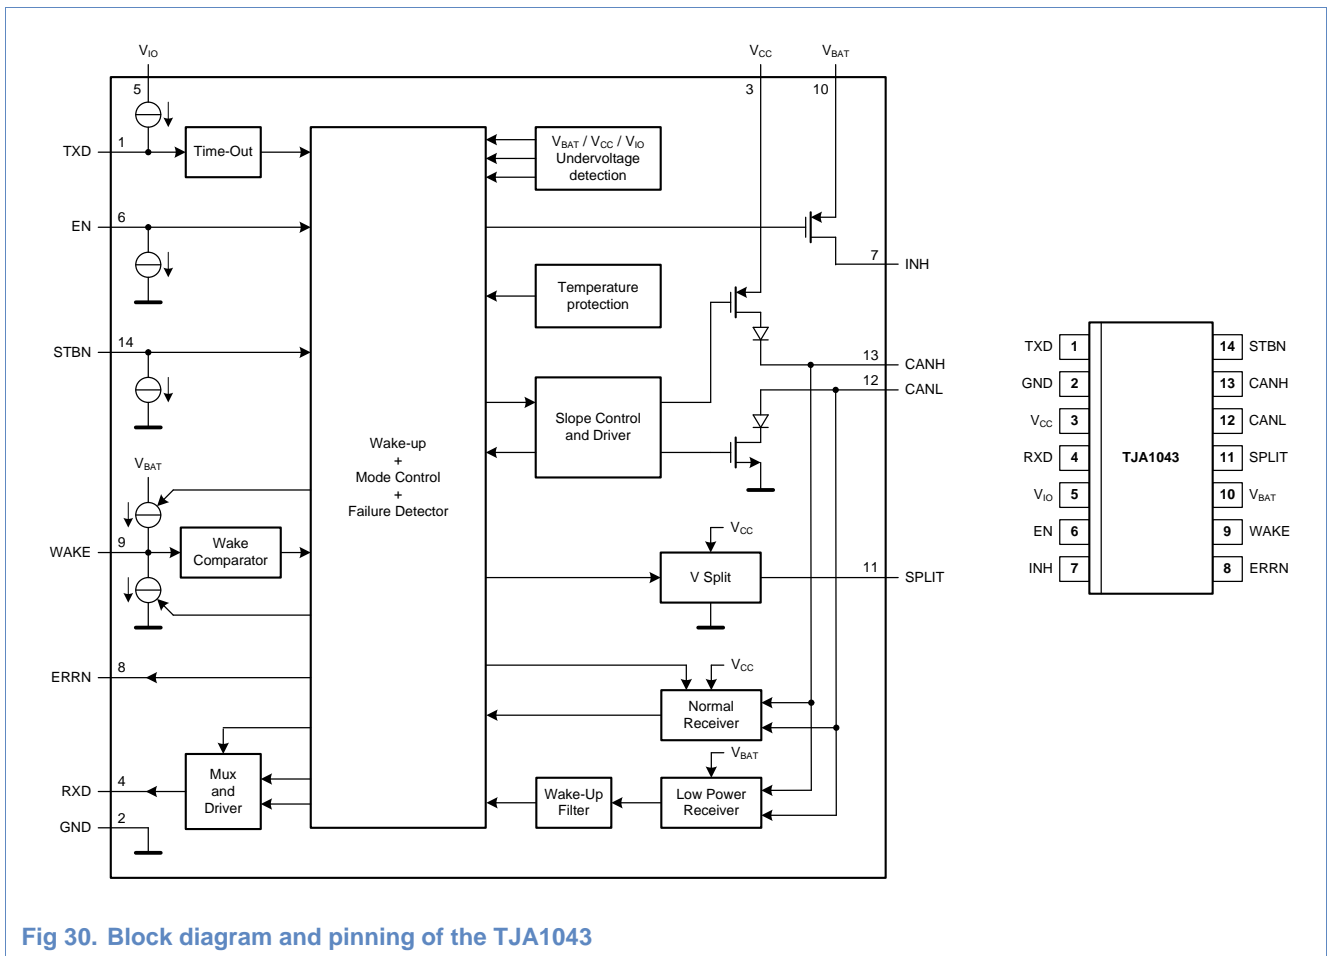 VIO
VCC
VBAT
5
3
10
TXD
1
Time-Out
VBAT / VCC / VIO
Undervoltage
detection
EN
6
7
INH
Temperature
protection
STBN
14
13
CANH
12
CANL
Slope Control
and Driver
Wake-up
+
Mode Control
+
Failure Detector
VBAT
WAKE
9
Wake
Comparator
VCC
V Split
11
SPLIT
ERRN
8
VCC
Normal
Receiver
VBAT
Mux
and
Driver
RXD
4
Wake-Up
Filter
Low Power
Receiver
GND
2
TXD 1 14 STBN
GND 2 13 CANH
VCC 3 12 CANL
RXD 4 TJA1043 11 SPLIT
VIO 5 10 VBAT
EN 6 9 WAKE
INH 7 8 ERRN
Fig 30. Block diagram and pinning of the TJA1043